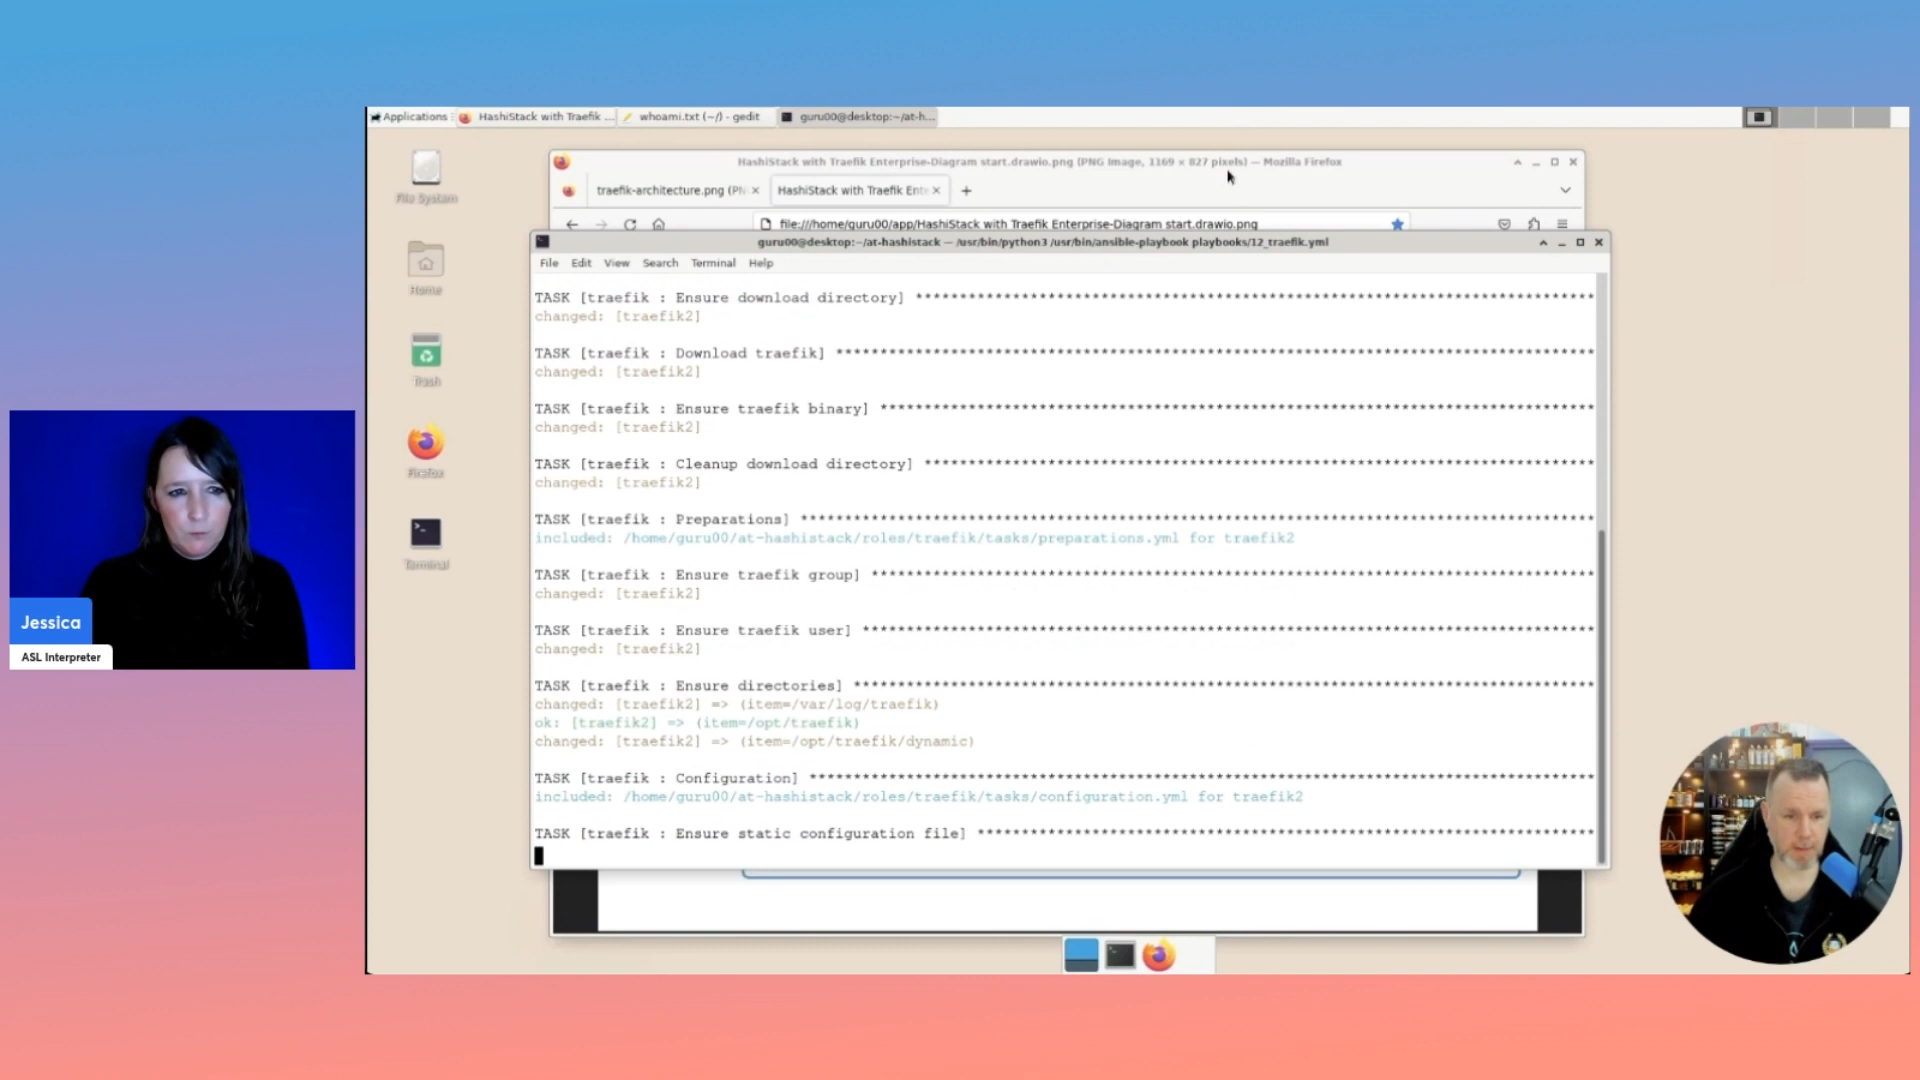 Applications
HashiStack with Traefik ...
whoami.txt (~/) - gedit
guru00@desktop:~/at-h...
File System
Home
Trash
Firefox
Terminal
HashiStack with Traefik Enterprise-Diagram start.drawio.png (PNG Image, 1169 × 827 pixels) — Mozilla Firefox
traefik-architecture.png (PN
HashiStack with Traefik Ente
file:///home/guru00/app/HashiStack with Traefik Enterprise-Diagram start.drawio.png
guru00@desktop:~/at-hashistack — /usr/bin/python3 /usr/bin/ansible-playbook playbooks/12_traefik.yml
File Edit View Search Terminal Help
TASK [traefik : Ensure download directory] *****************************************************************************
changed: [traefik2]
TASK [traefik : Download traefik] **************************************************************************************
changed: [traefik2]
TASK [traefik : Ensure traefik binary] *********************************************************************************
changed: [traefik2]
TASK [traefik : Cleanup download directory] ****************************************************************************
changed: [traefik2]
TASK [traefik : Preparations] ******************************************************************************************
included: /home/guru00/at-hashistack/roles/traefik/tasks/preparations.yml for traefik2
TASK [traefik : Ensure traefik group] **********************************************************************************
changed: [traefik2]
TASK [traefik : Ensure traefik user] ***********************************************************************************
changed: [traefik2]
TASK [traefik : Ensure directories] ************************************************************************************
changed: [traefik2] => (item=/var/log/traefik)
ok: [traefik2] => (item=/opt/traefik)
changed: [traefik2] => (item=/opt/traefik/dynamic)
TASK [traefik : Configuration] *****************************************************************************************
included: /home/guru00/at-hashistack/roles/traefik/tasks/configuration.yml for traefik2
TASK [traefik : Ensure static configuration file] **********************************************************************
Jessica
ASL Interpreter